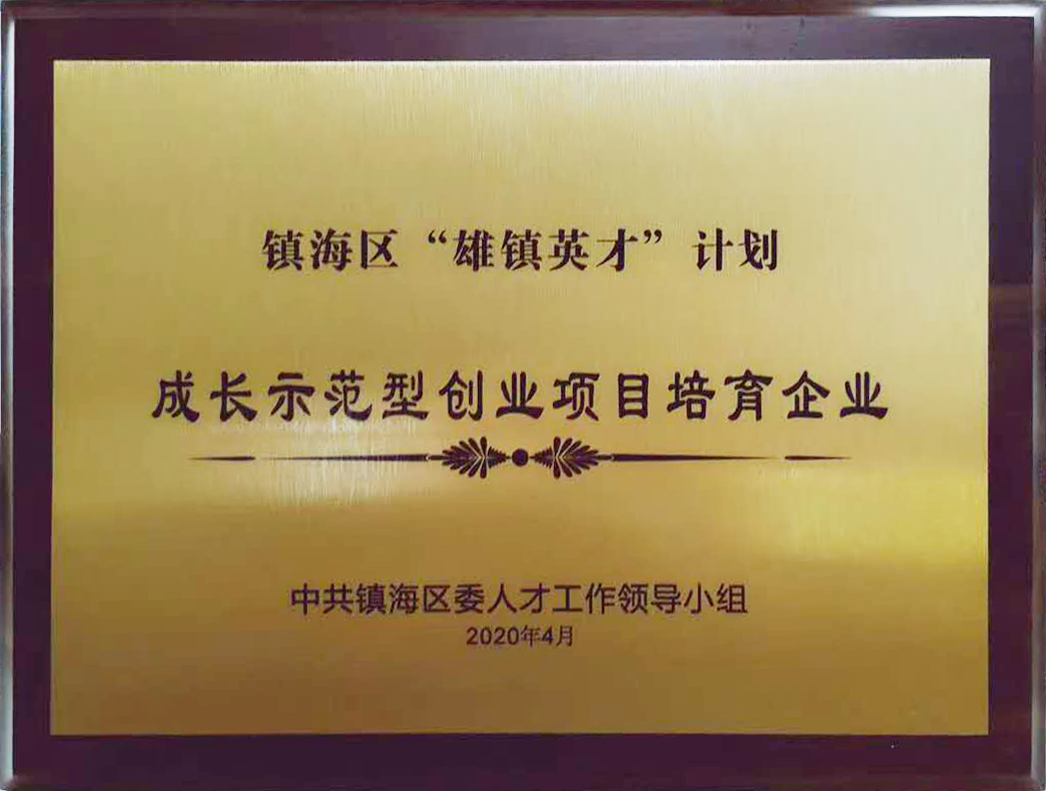 镇海区“雄镇英才”计划
成长示范型创业项目培育企业
中共镇海区委人才工作领导小组
2020年4月